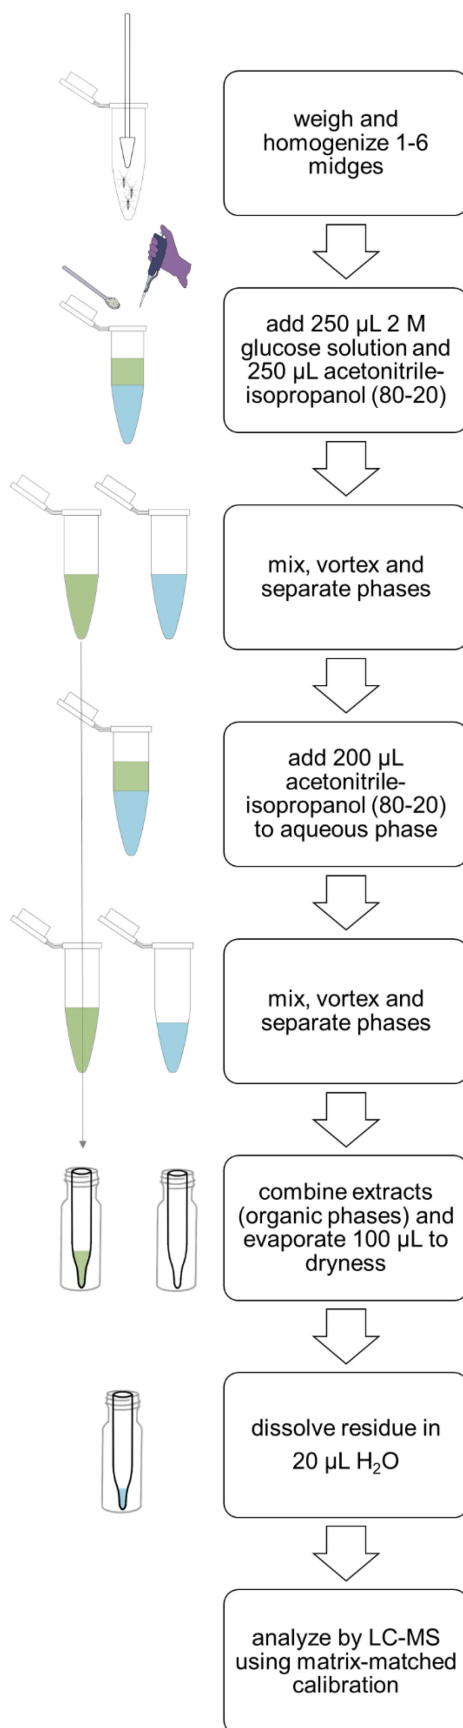 weigh and
homogenize 1-6
midges
add 250 µL 2 M
glucose solution and
250 µL acetonitrile-
isopropanol (80-20)
mix, vortex and
separate phases
add 200 µL
acetonitrile-
isopropanol (80-20)
to aqueous phase
mix, vortex and
separate phases
combine extracts
(organic phases) and
evaporate 100 µL to
dryness
dissolve residue in
20 µL H₂O
analyze by LC-MS
using matrix-matched
calibration